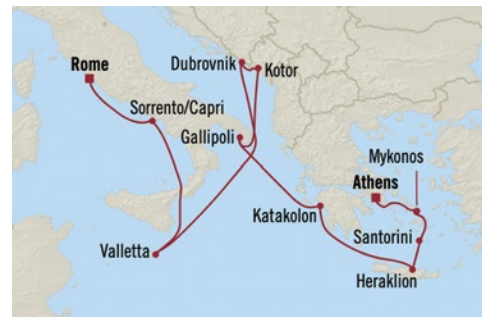 Rome
Dubrovnik
Kotor
Sorrento/Capri
Gallipoli
Mykonos
Athens
Katakolon
Santorini
Valletta
Heraklion